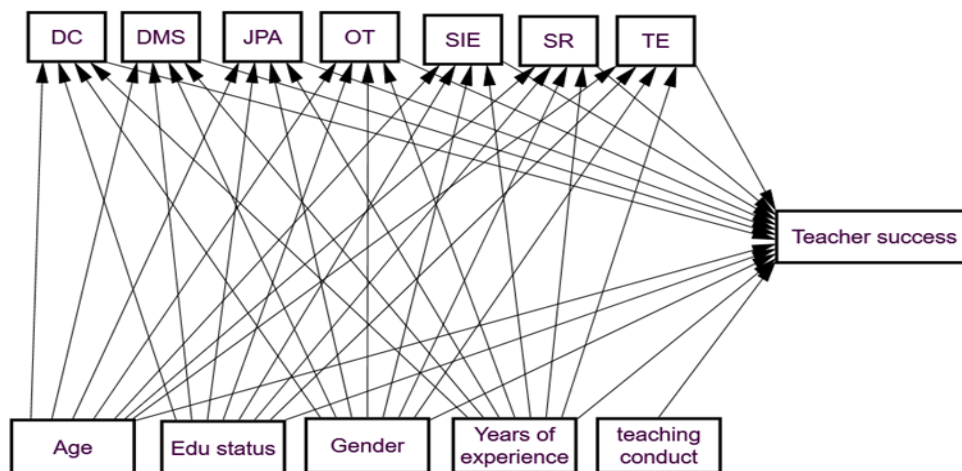 DC
DMS
JPA
OT
SIE
SR
TE
Teacher success
Age
Edu status
Gender
Years of
experience
teaching
conduct